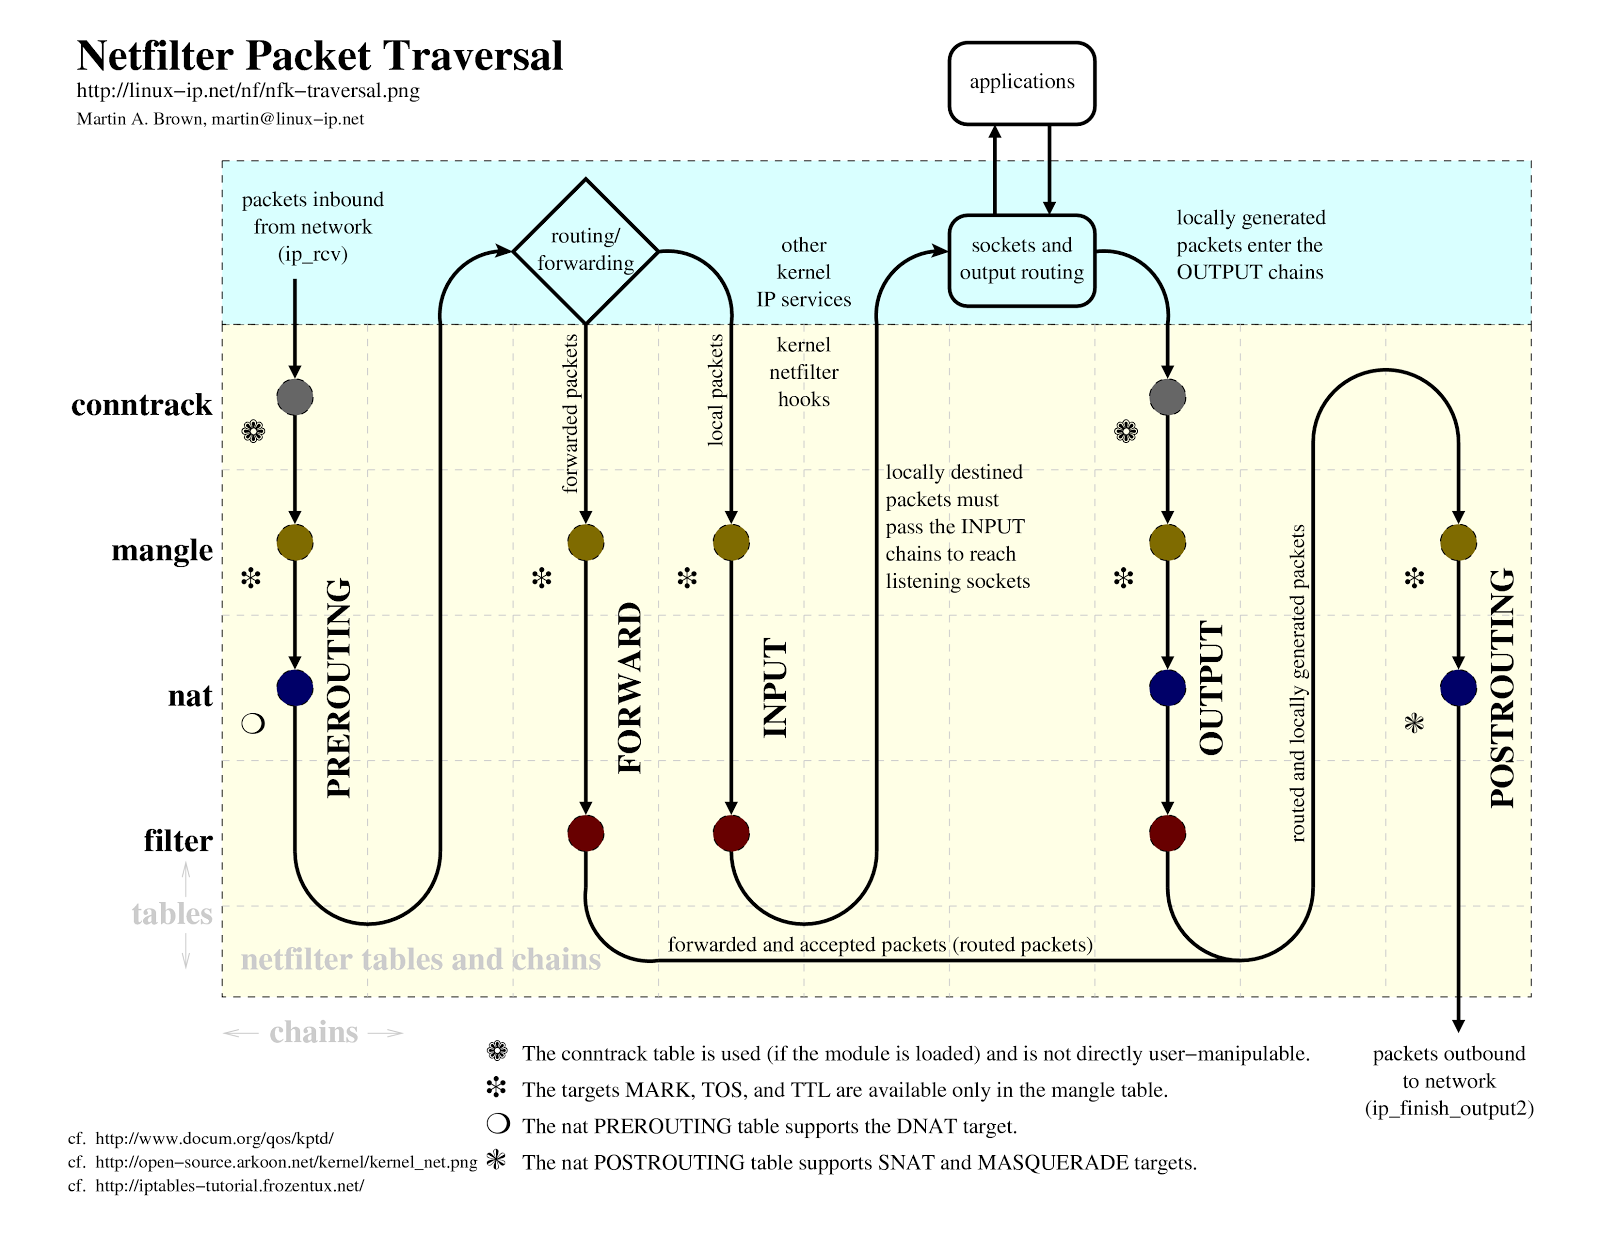 Netfilter Packet Traversal
http://linux−ip.net/nf/nfk−traversal.png
Martin A. Brown, martin@linux−ip.net
applications
packets inbound
from network
(ip_rcv)
routing/
forwarding
other
kernel
IP services
sockets and
output routing
locally generated
packets enter the
OUTPUT chains
forwarded packets
local packets
kernel
netfilter
hooks
conntrack
mangle
nat
filter
tables
locally destined
packets must
pass the INPUT
chains to reach
listening sockets
PREROUTING
FORWARD
INPUT
OUTPUT
routed and locally generated packets
POSTROUTING
forwarded and accepted packets (routed packets)
netfilter tables and chains
chains
The conntrack table is used (if the module is loaded) and is not directly user−manipulable.
The targets MARK, TOS, and TTL are available only in the mangle table.
The nat PREROUTING table supports the DNAT target.
The nat POSTROUTING table supports SNAT and MASQUERADE targets.
packets outbound
to network
(ip_finish_output2)
cf. http://www.docum.org/qos/kptd/
cf. http://open−source.arkoon.net/kernel/kernel_net.png
cf. http://iptables−tutorial.frozentux.net/